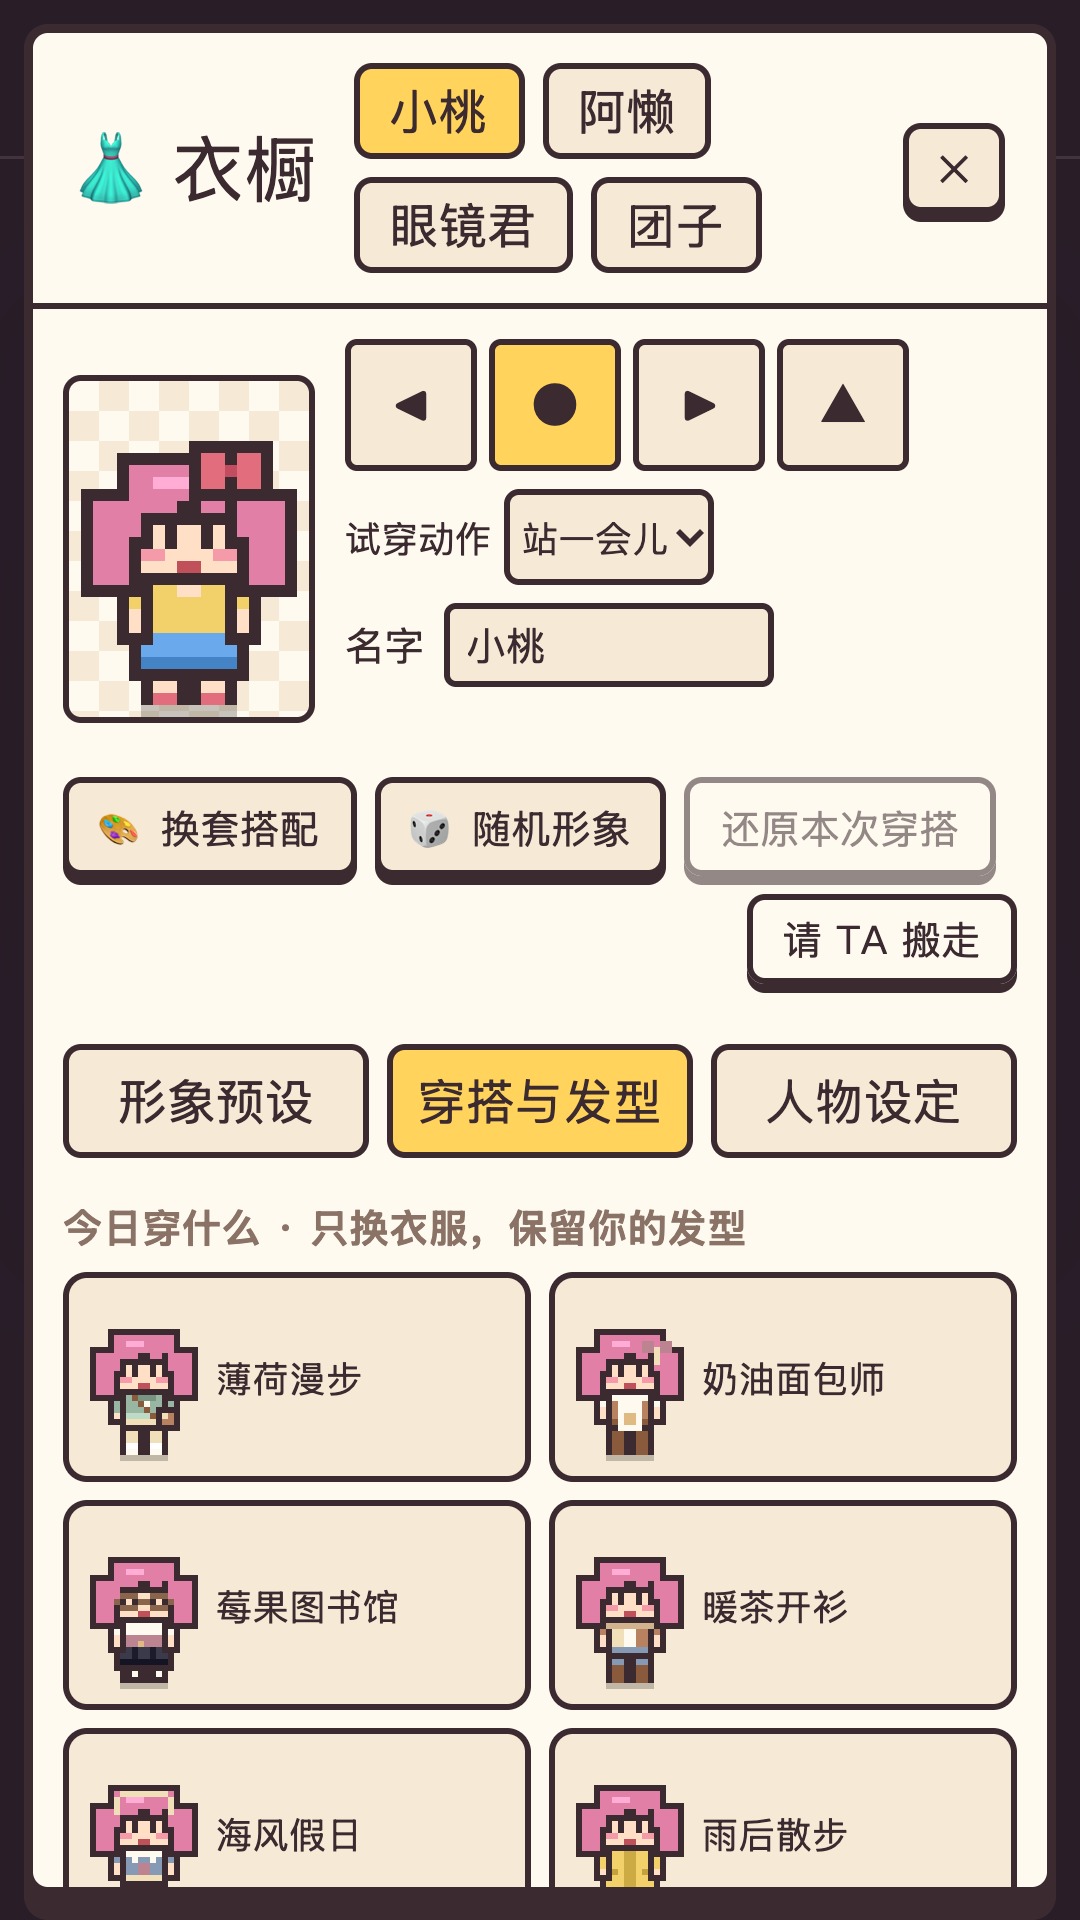 衣橱
小桃
阿懒
眼镜君
团子
×
试穿动作
站一会儿
名字
小桃
换套搭配
随机形象
还原本次穿搭
请 TA 搬走
形象预设
穿搭与发型
人物设定
今日穿什么 · 只换衣服，保留你的发型
薄荷漫步
奶油面包师
莓果图书馆
暖茶开衫
海风假日
雨后散步